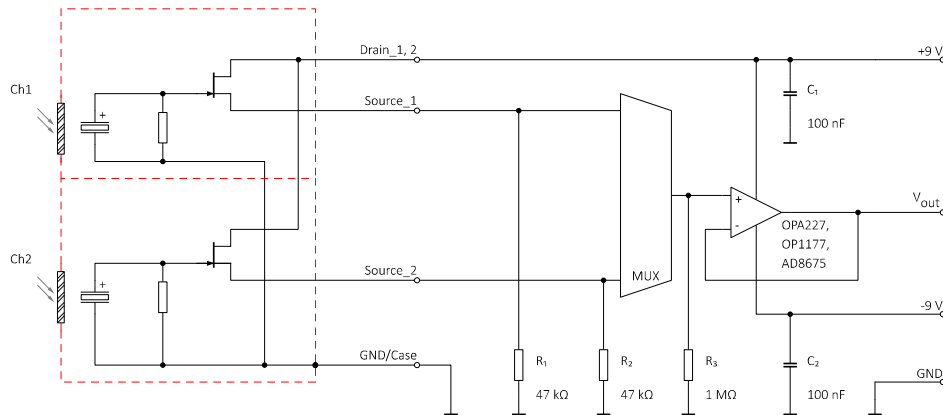 Drain_1, 2
+9 V
Ch1
+
Source_1
C₁
100 nF
MUX
+
-
Vout
OPA227,
OP1177,
AD8675
Ch2
+
Source_2
-9 V
GND/Case
R₁
47 kΩ
R₂
47 kΩ
R₃
1 MΩ
C₂
100 nF
GND